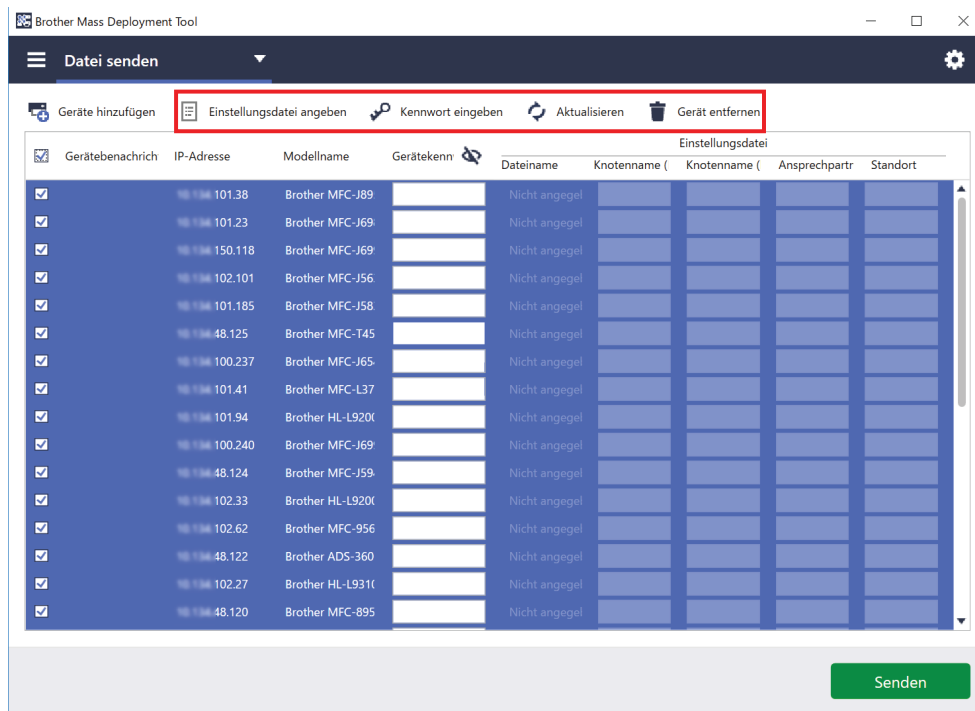 Brother Mass Deployment Tool
Datei senden
Geräte hinzufügen Einstellungsdatei angeben Kennwort eingeben Aktualisieren Gerät entfernen
Einstellungsdatei
Gerätebenachrich IP-Adresse Modellname Gerätekenn Dateiname Knotenname ( Knotenname ( Ansprechpartr Standort
101.38 Brother MFC-J89 Nicht angegel
101.23 Brother MFC-J69 Nicht angegel
150.118 Brother MFC-J69 Nicht angegel
102.101 Brother MFC-J56 Nicht angegel
101.185 Brother MFC-J58 Nicht angegel
48.125 Brother MFC-T45 Nicht angegel
100.237 Brother MFC-J65 Nicht angegel
101.41 Brother MFC-L37 Nicht angegel
101.94 Brother HL-L920( Nicht angegel
100.240 Brother MFC-J69 Nicht angegel
48.124 Brother MFC-J59 Nicht angegel
102.33 Brother HL-L920( Nicht angegel
102.62 Brother MFC-956 Nicht angegel
48.122 Brother ADS-360 Nicht angegel
102.27 Brother HL-L931( Nicht angegel
48.120 Brother MFC-895 Nicht angegel
Senden